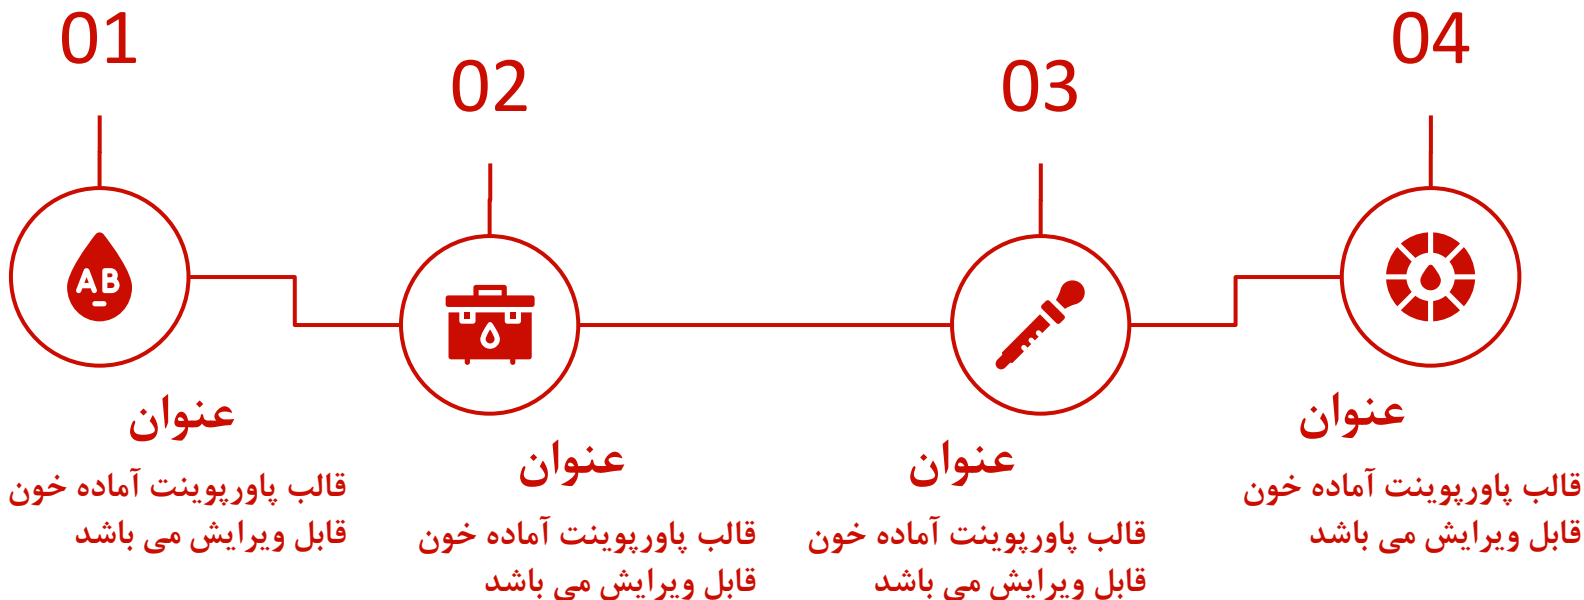 01
AB
عنوان
قالب پاورپوینت آماده خون
قابل ویرایش می باشد
02
عنوان
قالب پاورپوینت آماده خون
قابل ویرایش می باشد
03
عنوان
قالب پاورپوینت آماده خون
قابل ویرایش می باشد
04
عنوان
قالب پاورپوینت آماده خون
قابل ویرایش می باشد